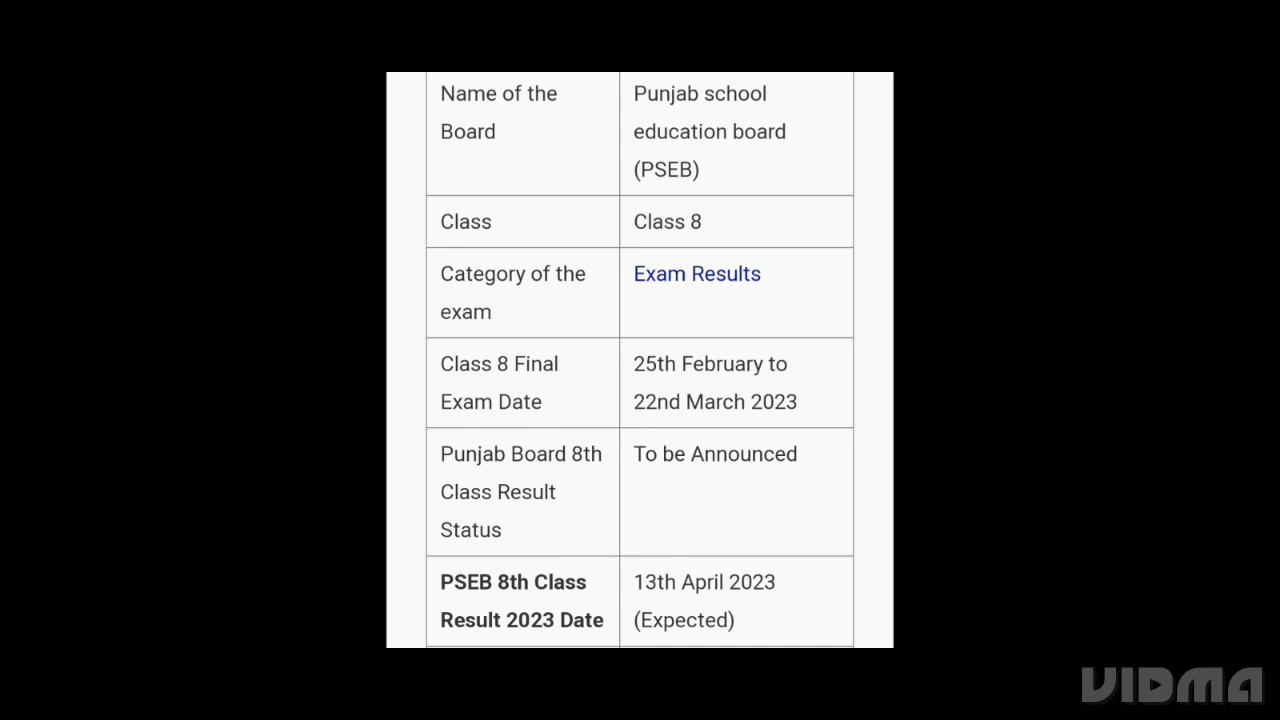 Name of the
Board
Punjab school
education board
(PSEB)
Class
Class 8
Category of the
exam
Exam Results
Class 8 Final
Exam Date
25th February to
22nd March 2023
Punjab Board 8th
Class Result
Status
To be Announced
PSEB 8th Class
Result 2023 Date
13th April 2023
(Expected)
VIDMA